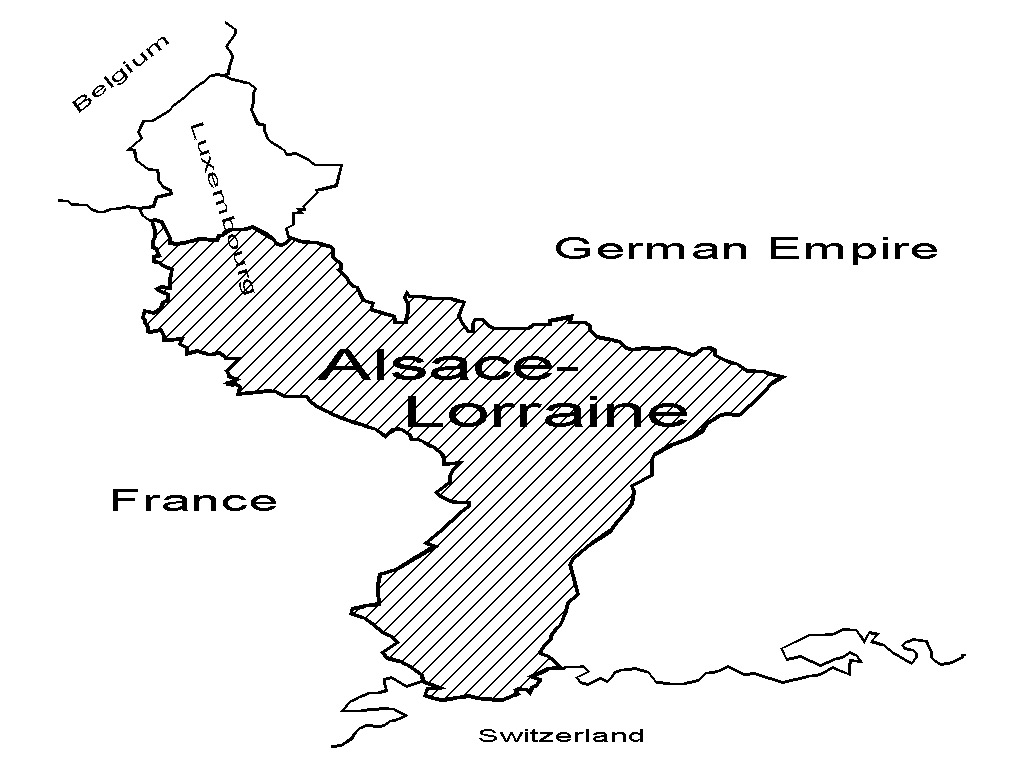 Belgium
Luxembourg
German Empire
Alsace-
Lorraine
France
Switzerland